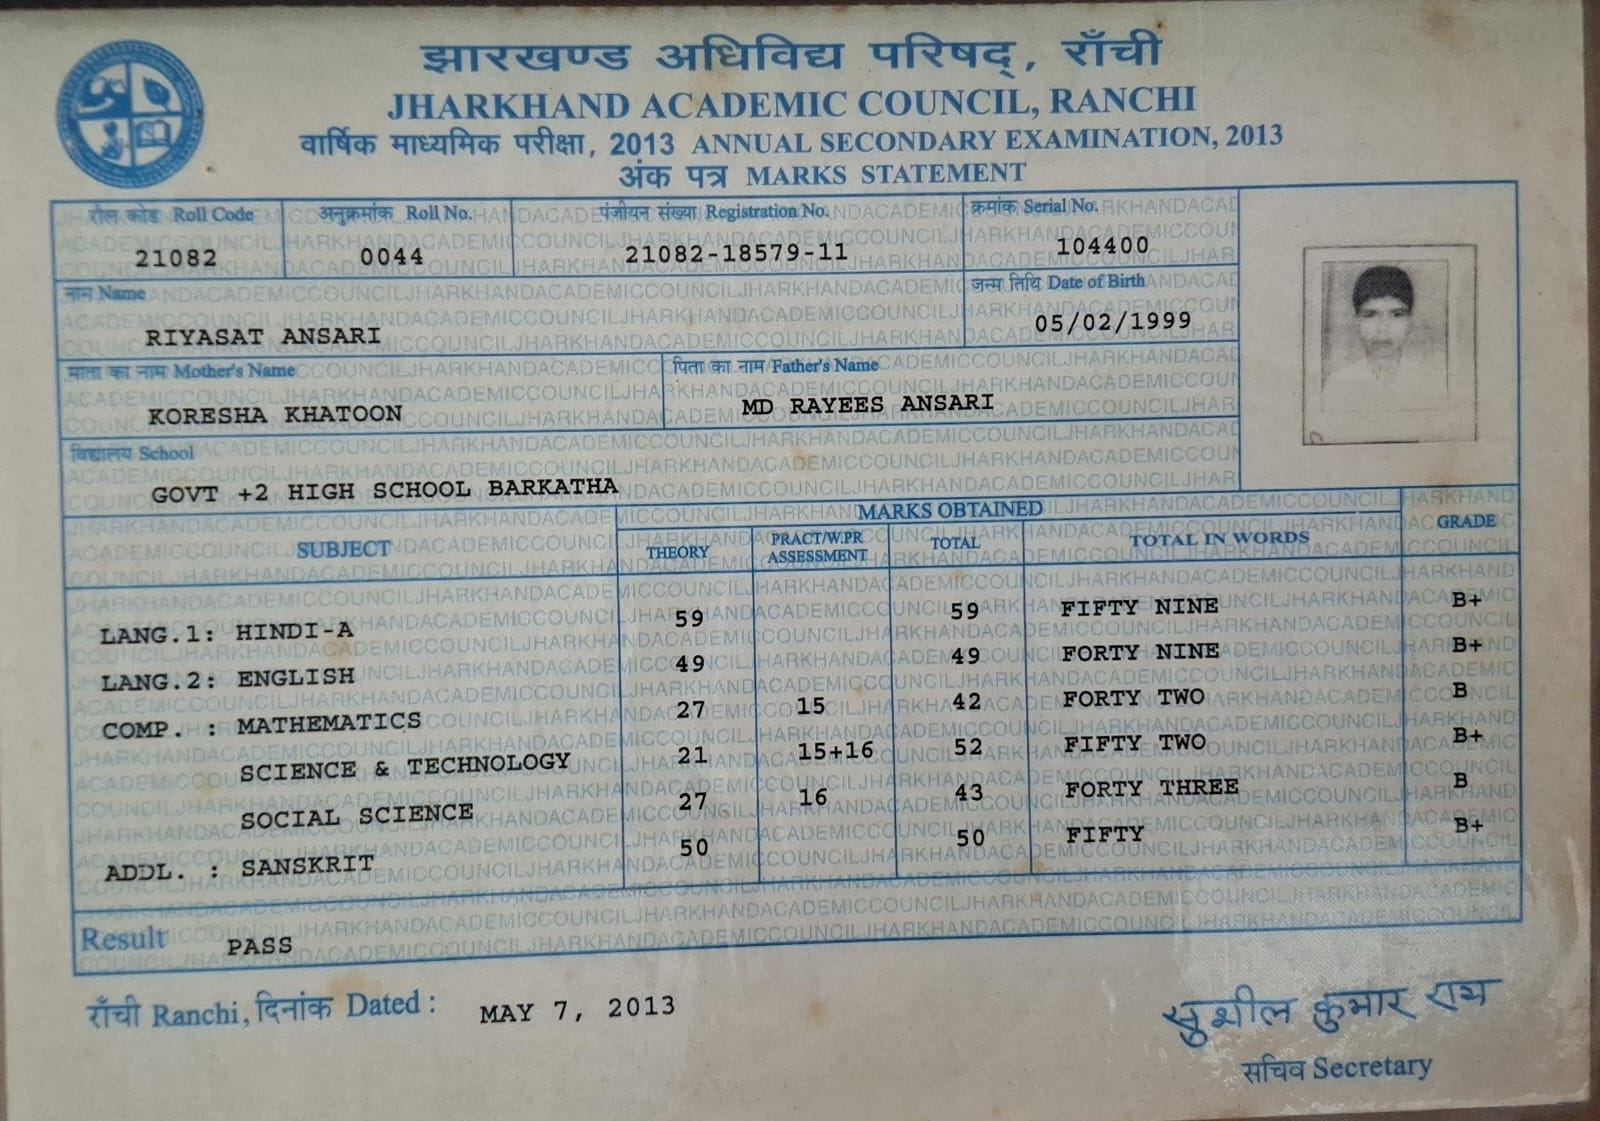 झारखण्ड अधिविद्य परिषद्, राँची
JHARKHAND ACADEMIC COUNCIL, RANCHI
वार्षिक माध्यमिक परीक्षा, 2013 ANNUAL SECONDARY EXAMINATION, 2013
अंक पत्र MARKS STATEMENT
रौल कोड Roll Code अनुक्रमांक Roll No. पंजीयन संख्या Registration No. क्रमांक Serial No.
21082 0044 21082-18579-11 104400
नाम Name जन्म तिथि Date of Birth
RIYASAT ANSARI 05/02/1999
माता का नाम Mother's Name पिता का नाम Father's Name
KORESHA KHATOON MD RAYEES ANSARI
विद्यालय School
GOVT +2 HIGH SCHOOL BARKATHA
MARKS OBTAINED
SUBJECT THEORY PRACT/W.PR ASSESSMENT TOTAL TOTAL IN WORDS GRADE
LANG.1: HINDI-A 59 59 FIFTY NINE B+
LANG.2: ENGLISH 49 49 FORTY NINE B+
COMP. : MATHEMATICS 27 15 42 FORTY TWO B
SCIENCE & TECHNOLOGY 21 15+16 52 FIFTY TWO B+
SOCIAL SCIENCE 27 16 43 FORTY THREE B
ADDL. : SANSKRIT 50 50 FIFTY B+
Result PASS
राँची Ranchi, दिनांक Dated : MAY 7, 2013
सुशील कुमार राय
सचिव Secretary